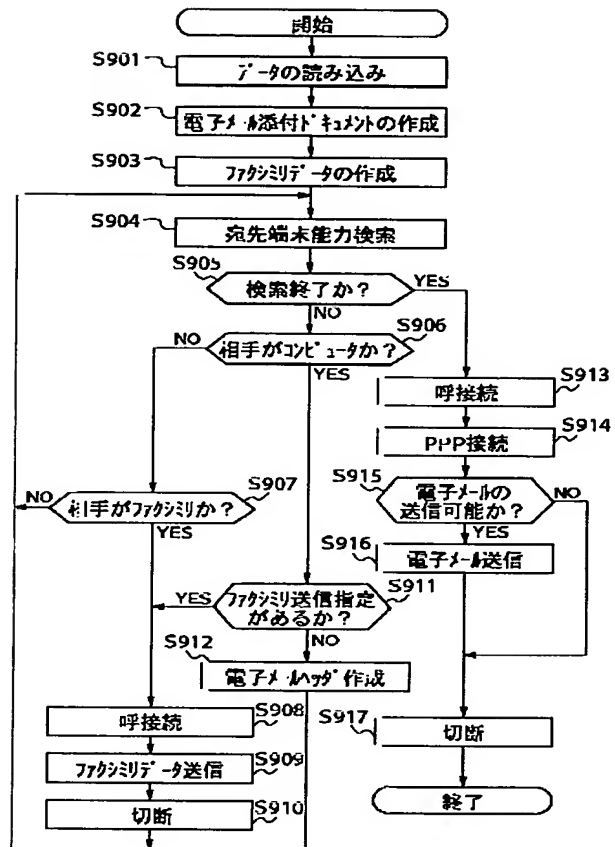 開始
S901
データの読み込み
S902
電子メール添付ドキュメントの作成
S903
ファクシミリデータの作成
S904
宛先端末能力検索
S905
検索終了か？
YES
NO
S906
NO
相手がコンピュータか？
YES
S913
呼接続
S914
PPP接続
S907
NO
相手がファクシミリか？
YES
S915
電子メールの
送信可能か？
NO
YES
S916
電子メール送信
S911
YES
ファクシミリ送信指定
があるか？
NO
S912
電子メールヘッダ作成
S908
呼接続
S917
切断
S909
ファクシミリデータ送信
S910
切断
終了